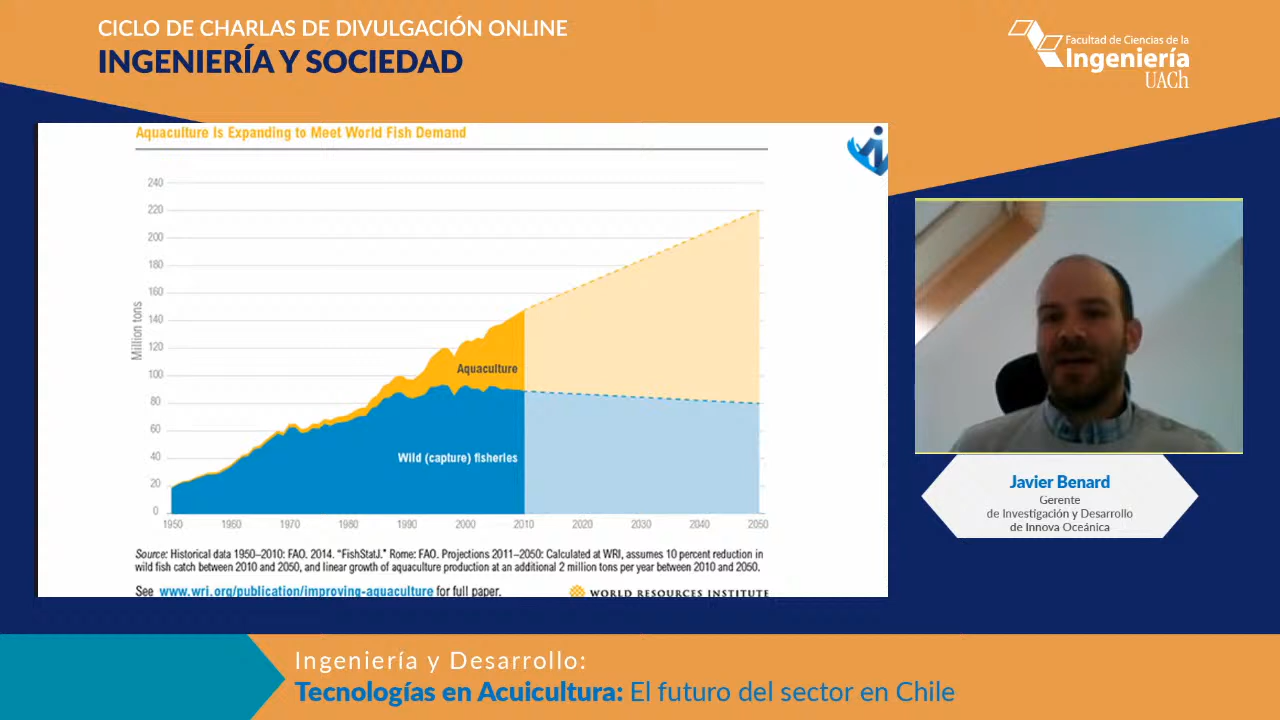 CICLO DE CHARLAS DE DIVULGACIÓN ONLINE
INGENIERÍA Y SOCIEDAD
Facultad de Ciencias de la
Ingeniería
UACh
Aquaculture Is Expanding to Meet World Fish Demand
Million tons
240
220
200
180
160
140
120
100
80
60
40
20
0
Aquaculture
Wild (capture) fisheries
1950 1960 1970 1980 1990 2000 2010 2020 2030 2040 2050
Source: Historical data 1950–2010: FAO. 2014. "FishStatJ." Rome: FAO. Projections 2011–2050: Calculated at WRI, assumes 10 percent reduction in
wild fish catch between 2010 and 2050, and linear growth of aquaculture production at an additional 2 million tons per year between 2010 and 2050.
See www.wri.org/publication/improving-aquaculture for full paper.
WORLD RESOURCES INSTITUTE
Javier Benard
Gerente
de Investigación y Desarrollo
de Innova Oceánica
Ingeniería y Desarrollo:
Tecnologías en Acuicultura: El futuro del sector en Chile